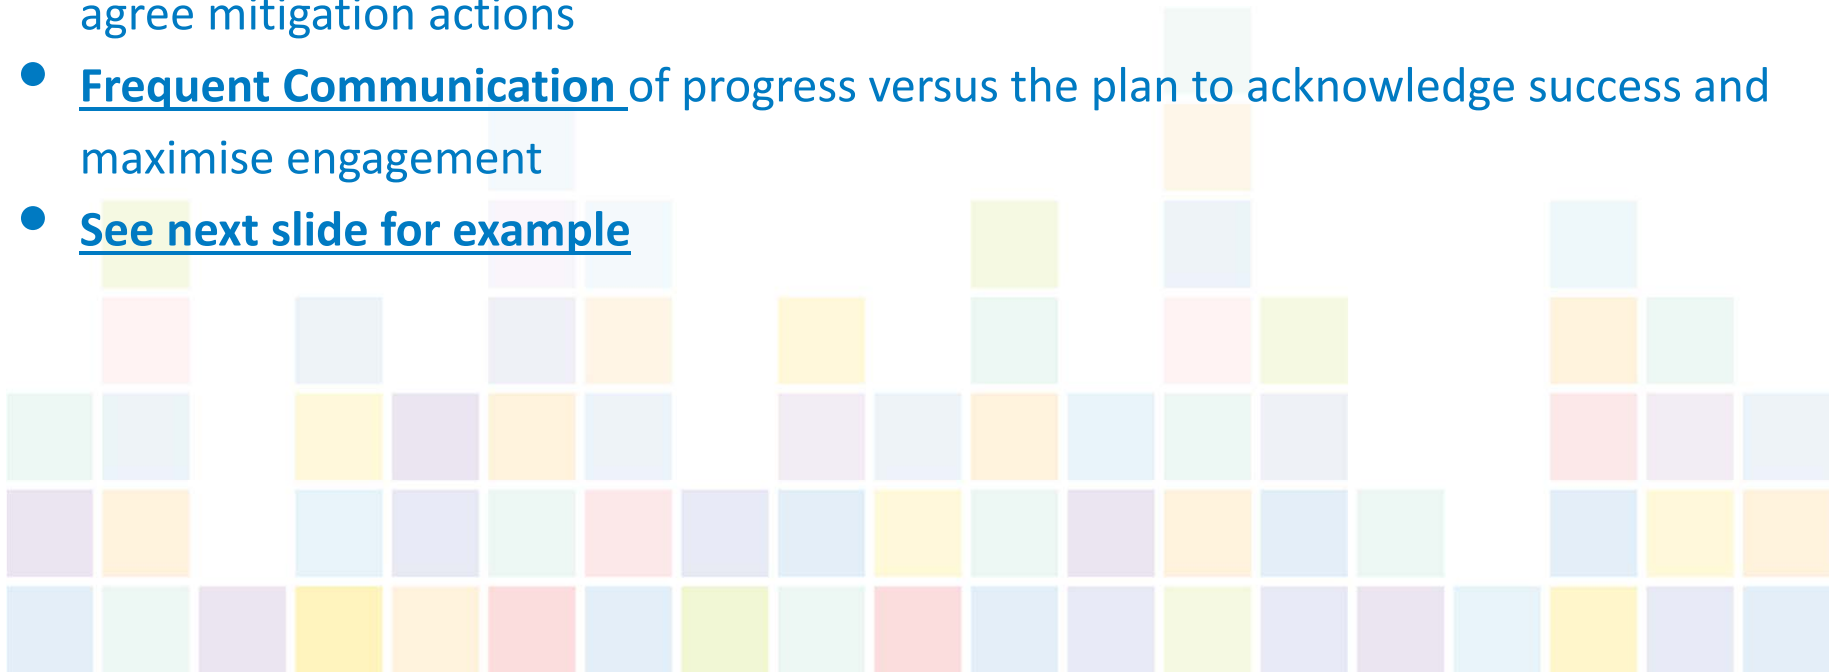 agree mitigation actions
• Frequent Communication of progress versus the plan to acknowledge success and
maximise engagement
• See next slide for example